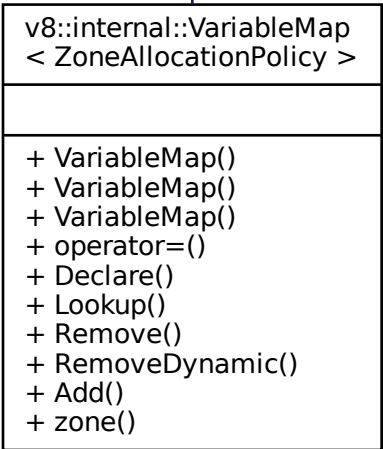 v8::internal::VariableMap
< ZoneAllocationPolicy >
+ VariableMap()
+ VariableMap()
+ VariableMap()
+ operator=()
+ Declare()
+ Lookup()
+ Remove()
+ RemoveDynamic()
+ Add()
+ zone()